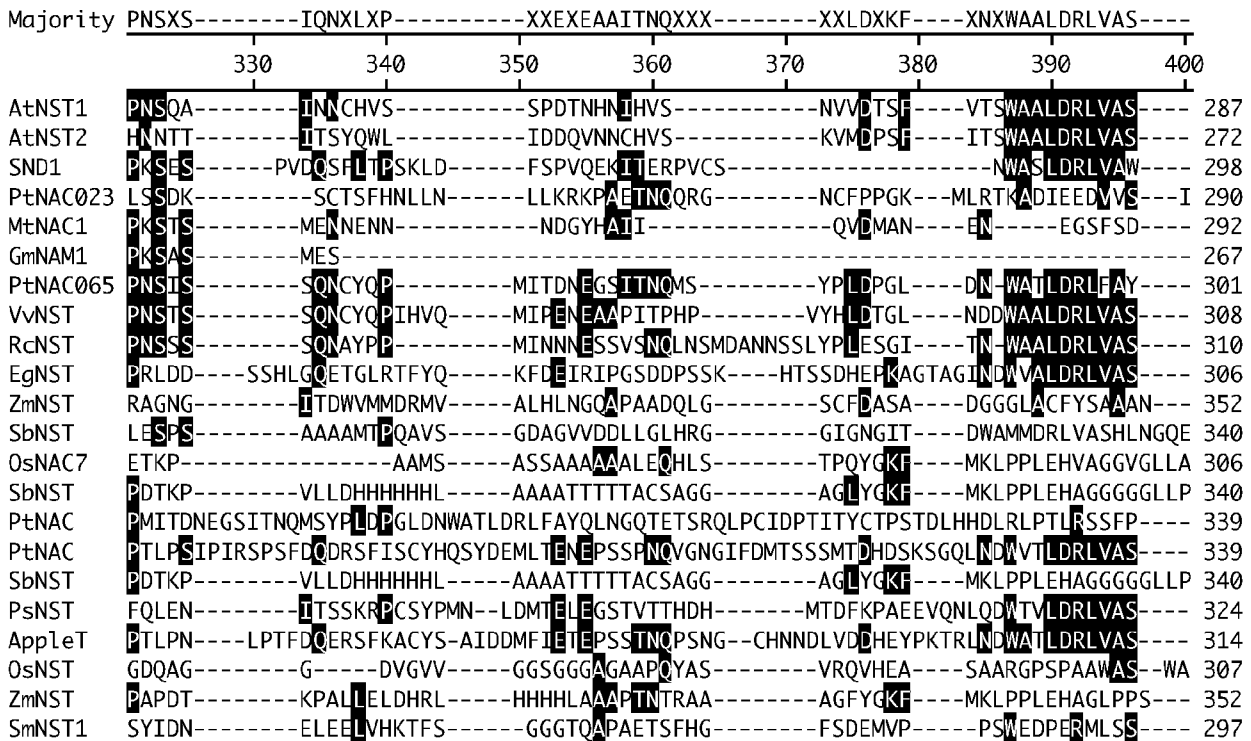 Majority PNSXS--------IQNXLXP----------XXEXEAAITNQXXX--------XXLDXKF----XNXWAALDRLVAS----
330 340 350 360 370 380 390 400
AtNST1 PNSQA--------INNCHVS----------SPDTNHNIHVS-----------NVVDTSF----VTSWAALDRLVAS---- 287
AtNST2 HNNTT--------ITSYQWL----------IDDQVNNCHVS-----------KVMDPSF----ITSWAALDRLVAS---- 272
SND1 PKSES------PVDQSFLTPSKLD------FSPVQEKITERPVCS--------------------NWASLDRLVAW---- 298
PtNAC023 LSSDK---------SCTSFHNLLN------LLKRKPAETNQQRG--------NCFPPGK---MLRTKADIEEDVVS---I 290
MtNAC1 PKSTS--------MENNENN-----------NDGYHAII--------------QVDMAN----EN-----EGSFSD---- 292
GmNAM1 PKSAS--------MES---------------------------------------------------------------- 267
PtNAC065 PNSIS--------SQNCYQP---------MITDNEGSITNQMS---------YPLDPGL----DN-WATLDRLFAY---- 301
VvNST PNSTS--------SQNCYQPIHVQ-----MIPENEAAPITPHP--------VYHLDTGL----NDDWAALDRLVAS---- 308
RcNST PNSSS--------SQNAYPP---------MINNNESSVSNQLNSMDANNSSLYPLESGI----TN-WAALDRLVAS---- 310
EgNST PRLDD----SSHLGQETGLRTFYQ-----KFDEIRIPGSDDPSSK----HTSSDHEPKAGTAGINDWVALDRLVAS---- 306
ZmNST RAGNG--------ITDWVMMDRMV-----ALHLNGQAPAADQLG--------SCFDASA----DGGGLACFYSAAAN--- 352
SbNST LESPS--------AAAAMTPQAVS-----GDAGVVDDLLGLHRG--------GIGNGIT----DWAMMDRLVASHLNGQE 340
OsNAC7 ETKP----------------AAMS-----ASSAAAAAALEQHLS--------TPQYGKF----MKLPPLEHVAGGVGLLA 306
SbNST PDTKP--------VLLDHHHHHHL-----AAAATTTTTACSAGG--------AGLYGKF----MKLPPLEHAGGGGGLLP 340
PtNAC PMITDNEGSITNQMSYPLDPGLDNWATLDRLFAYQLNGQTETSRQLPCIDPTITYCTPSTDLHHDLRLPTLRSSFP---- 339
PtNAC PTLPSIPIRSPSFDQDRSFISCYHQSYDEMLTENEPSSPNQVGNGIFDMTSSSMTDHDSKSGQLNDWVTLDRLVAS---- 339
SbNST PDTKP--------VLLDHHHHHHL-----AAAATTTTTACSAGG--------AGLYGKF----MKLPPLEHAGGGGGLLP 340
PsNST FQLEN--------ITSSKRPCSYPMN--LDMTELEGSTVTTHDH-------MTDFKPAEEVQNLQDWTVLDRLVAS---- 324
AppleT PTLPN----LPTFDQERSFKACYS-AIDDMFIETEPSSTNQPSNG--CHNNDLVDDHEYPKTRLNDWATLDRLVAS---- 314
OsNST GDQAG--------G-----DVGVV-----GGSGGGAGAAPQYAS--------VRQVHEA----SAARGPSPAAWAS--WA 307
ZmNST PAPDT--------KPALLELDHRL-----HHHHLAAAPTNTRAA--------AGFYGKF----MKLPPLEHAGLPPS--- 352
SmNST1 SYIDN--------ELEELVHKTFS------GGGTQAPAETSFHG--------FSDEMVP-----PSWEDPERMLSS---- 297